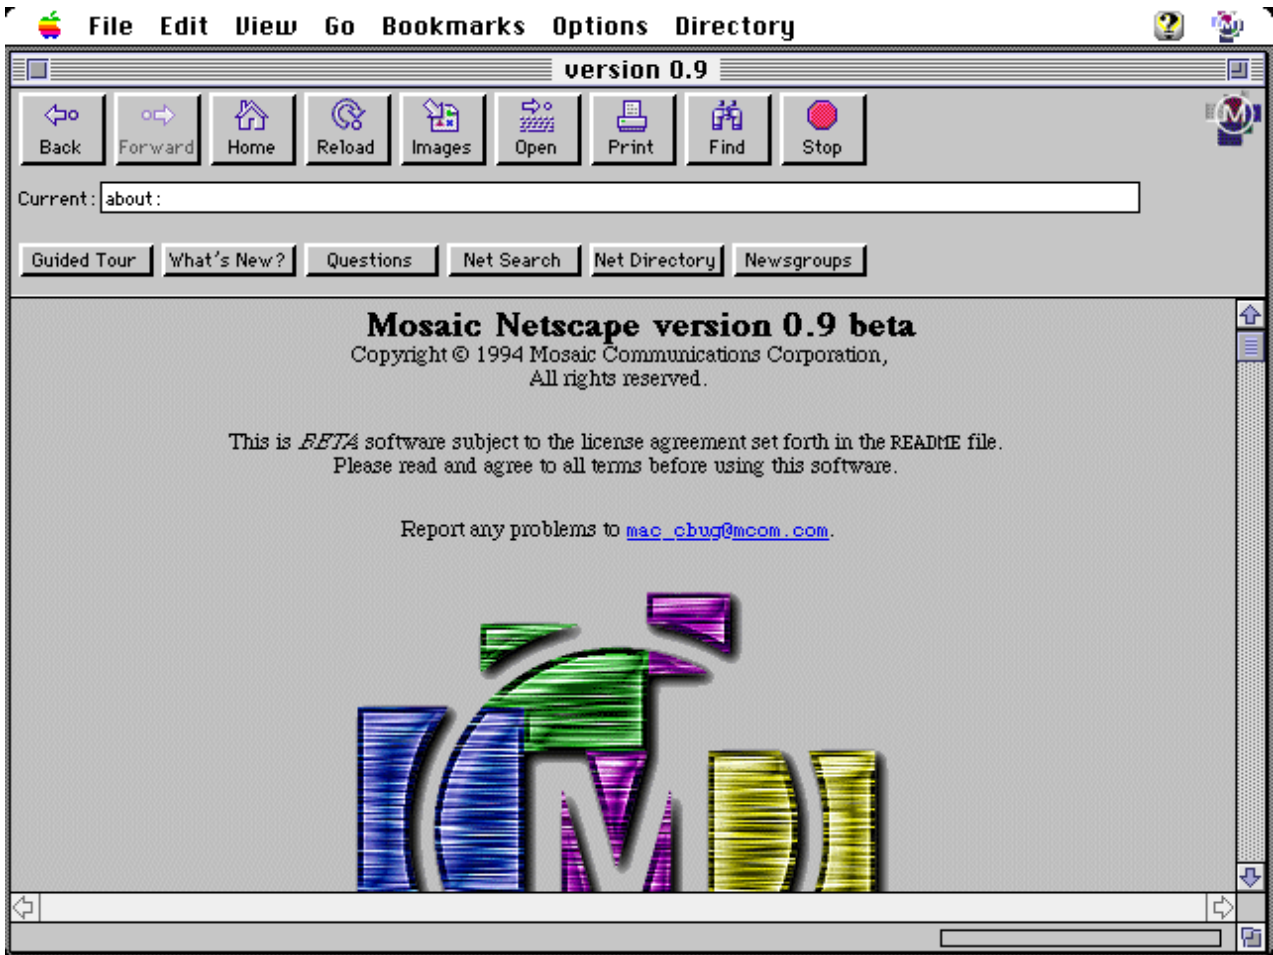 File Edit View Go Bookmarks Options Directory
version 0.9
Back Forward Home Reload Images Open Print Find Stop
Current: about:
Guided Tour What's New? Questions Net Search Net Directory Newsgroups
Mosaic Netscape version 0.9 beta
Copyright © 1994 Mosaic Communications Corporation,
All rights reserved.
This is BETA software subject to the license agreement set forth in the README file.
Please read and agree to all terms before using this software.
Report any problems to mac_cbug@mcom.com.
M